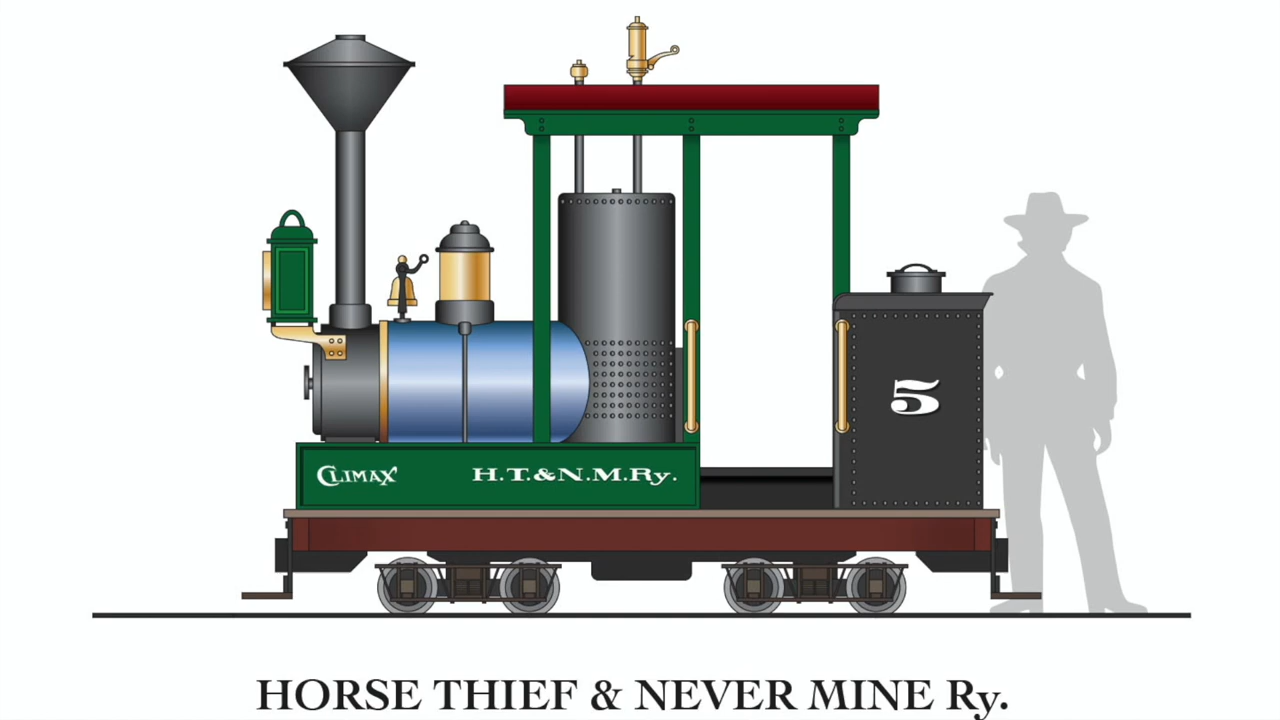 5
CLIMAX
H.T.&N.M.Ry.
HORSE THIEF & NEVER MINE Ry.